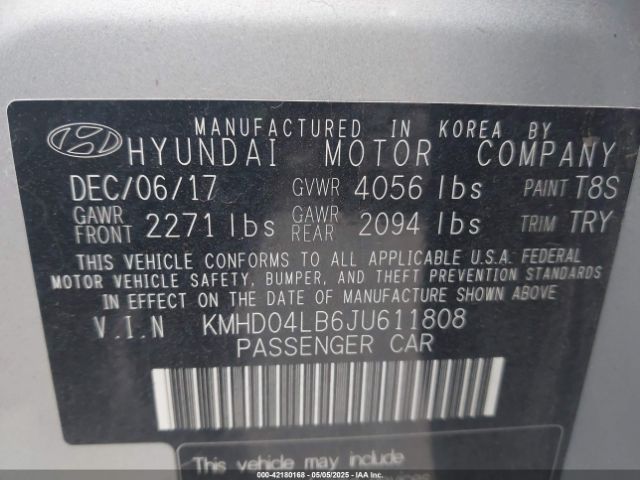 MANUFACTURED IN KOREA BY
HYUNDAI MOTOR COMPANY
DEC/06/17 GVWR 4056 lbs PAINT T8S
GAWR FRONT 2271 lbs GAWR REAR 2094 lbs TRIM TRY
THIS VEHICLE CONFORMS TO ALL APPLICABLE U.S.A. FEDERAL
MOTOR VEHICLE SAFETY, BUMPER, AND THEFT PREVENTION STANDARDS
IN EFFECT ON THE DATE OF MANUFACTURE SHOWN ABOVE.
V.I.N KMHD04LB6JU611808
PASSENGER CAR
This vehicle may include
000-42180168 - 05/05/2025 - IAA Inc.